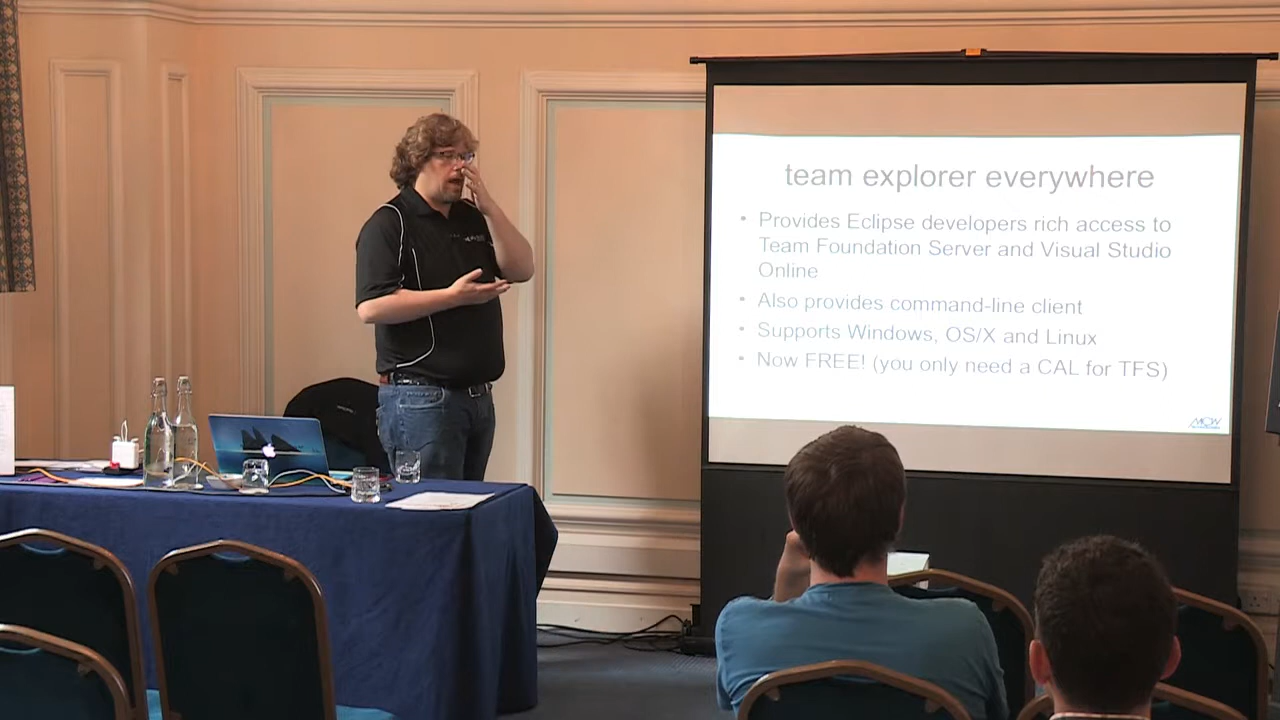 team explorer everywhere
• Provides Eclipse developers rich access to
Team Foundation Server and Visual Studio
Online
• Also provides command-line client
• Supports Windows, OS/X and Linux
• Now FREE! (you only need a CAL for TFS)